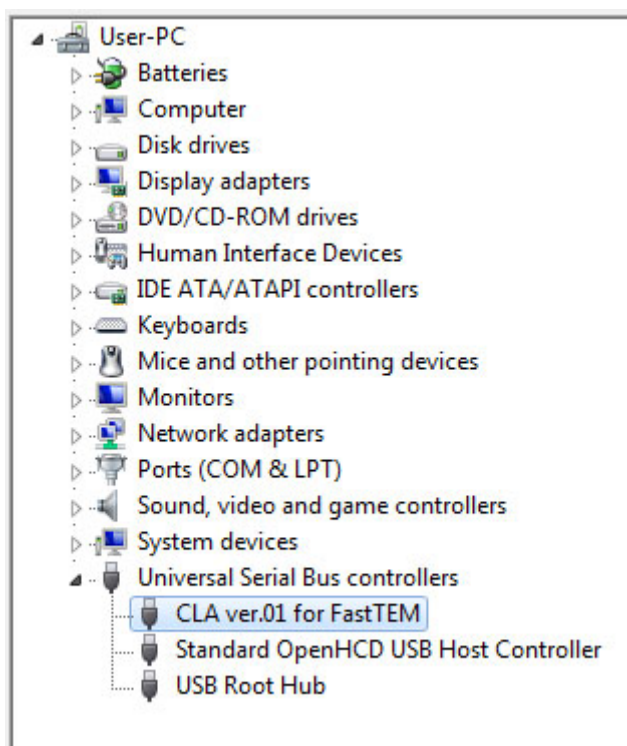 User-PC
Batteries
Computer
Disk drives
Display adapters
DVD/CD-ROM drives
Human Interface Devices
IDE ATA/ATAPI controllers
Keyboards
Mice and other pointing devices
Monitors
Network adapters
Ports (COM & LPT)
Sound, video and game controllers
System devices
Universal Serial Bus controllers
CLA ver.01 for FastTEM
Standard OpenHCD USB Host Controller
USB Root Hub